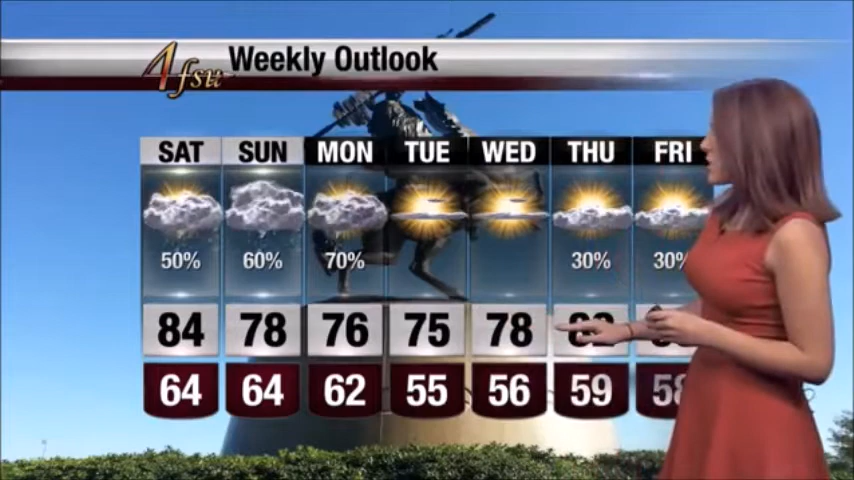 4fsu Weekly Outlook
SAT SUN MON TUE WED THU FRI
50% 60% 70% 30% 30%
84 78 76 75 78
64 64 62 55 56 59 58